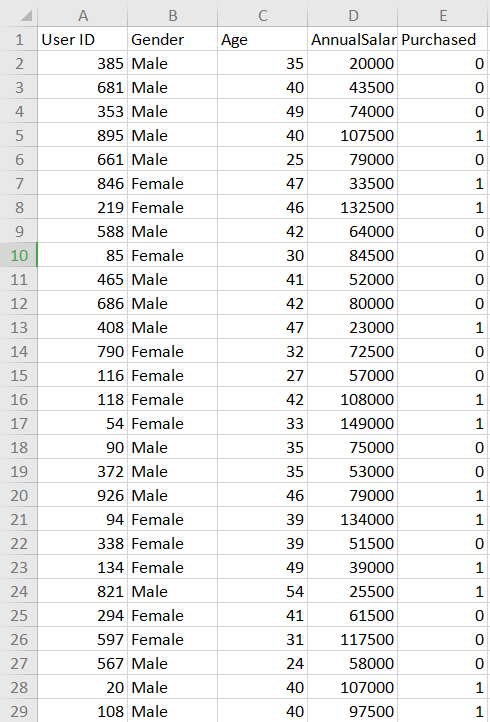 A B C D E
1 User ID Gender Age AnnualSalar Purchased
2 385 Male 35 20000 0
3 681 Male 40 43500 0
4 353 Male 49 74000 0
5 895 Male 40 107500 1
6 661 Male 25 79000 0
7 846 Female 47 33500 1
8 219 Female 46 132500 1
9 588 Male 42 64000 0
10 85 Female 30 84500 0
11 465 Male 41 52000 0
12 686 Male 42 80000 0
13 408 Male 47 23000 1
14 790 Female 32 72500 0
15 116 Female 27 57000 0
16 118 Female 42 108000 1
17 54 Female 33 149000 1
18 90 Male 35 75000 0
19 372 Male 35 53000 0
20 926 Male 46 79000 1
21 94 Female 39 134000 1
22 338 Female 39 51500 0
23 134 Female 49 39000 1
24 821 Male 54 25500 1
25 294 Female 41 61500 0
26 597 Female 31 117500 0
27 567 Male 24 58000 0
28 20 Male 40 107000 1
29 108 Male 40 97500 1